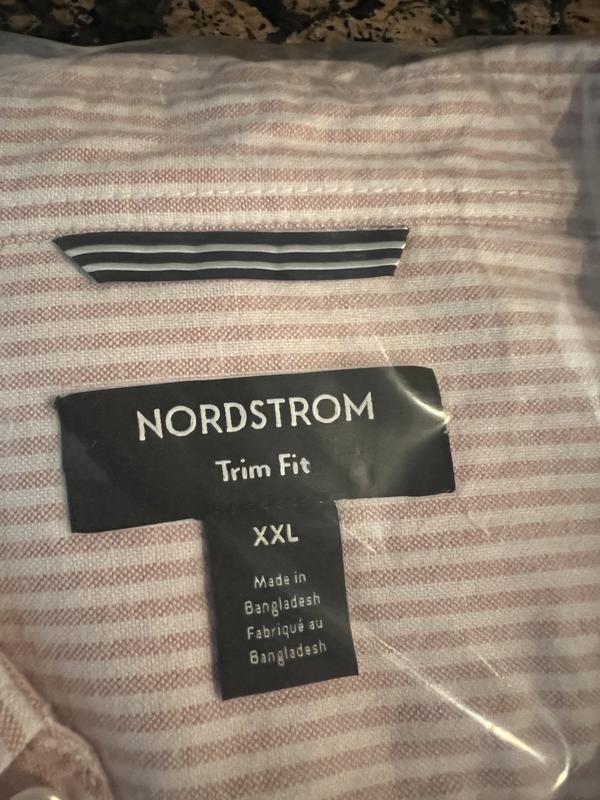 NORDSTROM
Trim Fit
XXL
Made in
Bangladesh
Fabriqué au
Bangladesh